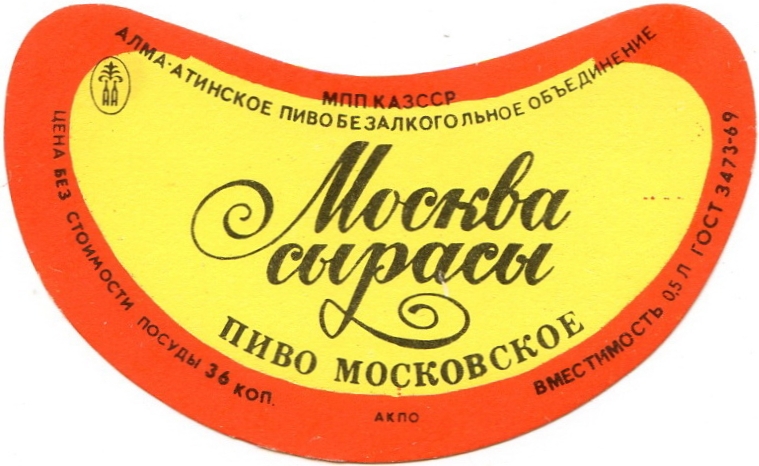 МПП КАЗССР
АЛМА-АТИНСКОЕ ПИВОБЕЗАЛКОГОЛЬНОЕ ОБЪЕДИНЕНИЕ
АА
Москва
сырасы
ПИВО МОСКОВСКОЕ
ЦЕНА БЕЗ СТОИМОСТИ ПОСУДЫ 36 КОП.
АКПО
ВМЕСТИМОСТЬ 0,5 Л ГОСТ 3473-69